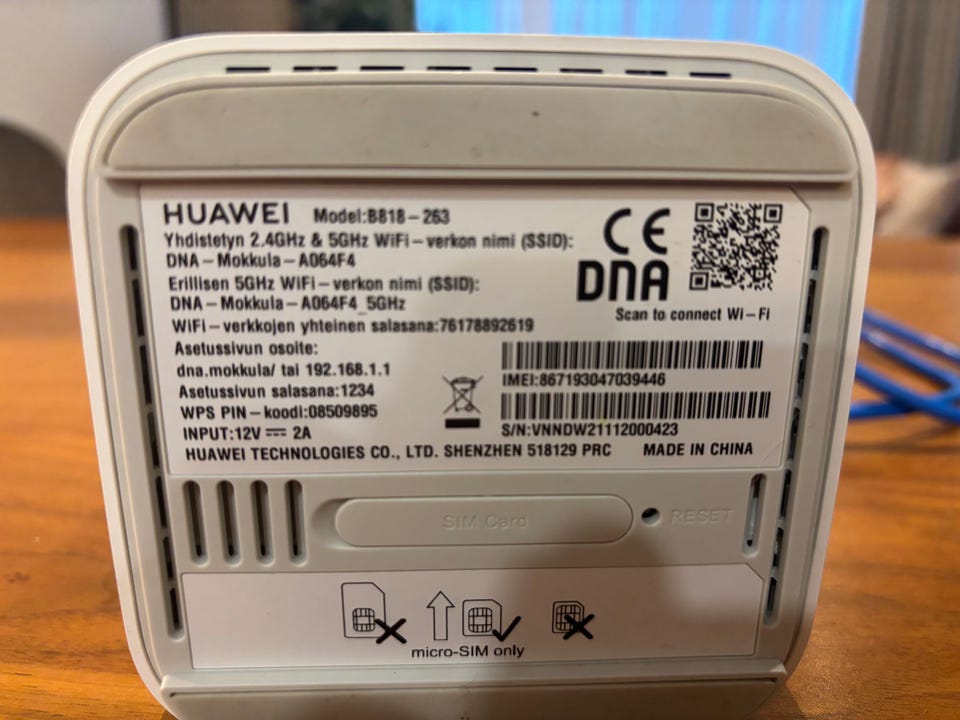 HUAWEI Model:B818-263
Yhdistetyn 2.4GHz & 5GHz WiFi-verkon nimi (SSID):
DNA-Mokkula-A064F4
Erillisen 5GHz WiFi-verkon nimi (SSID):
DNA-Mokkula-A064F4_5GHz
WiFi-verkkojen yhteinen salasana:76178892619
Asetussivun osoite:
dna.mokkula/ tai 192.168.1.1
Asetussivun salasana:1234
WPS PIN-koodi:08509895
INPUT:12V ⎓ 2A
HUAWEI TECHNOLOGIES CO., LTD. SHENZHEN 518129 PRC MADE IN CHINA
CE
DNA
Scan to connect Wi-Fi
IMEI:867193047039446
S/N:VNNDW21112000423
SIM Card
RESET
micro-SIM only